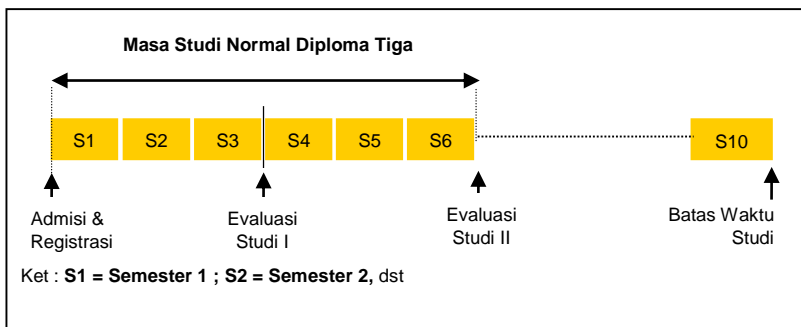 Masa Studi Normal Diploma Tiga
S1 S2 S3 S4 S5 S6 S10
Admisi & Registrasi
Evaluasi Studi I
Evaluasi Studi II
Batas Waktu Studi
Ket : S1 = Semester 1 ; S2 = Semester 2, dst